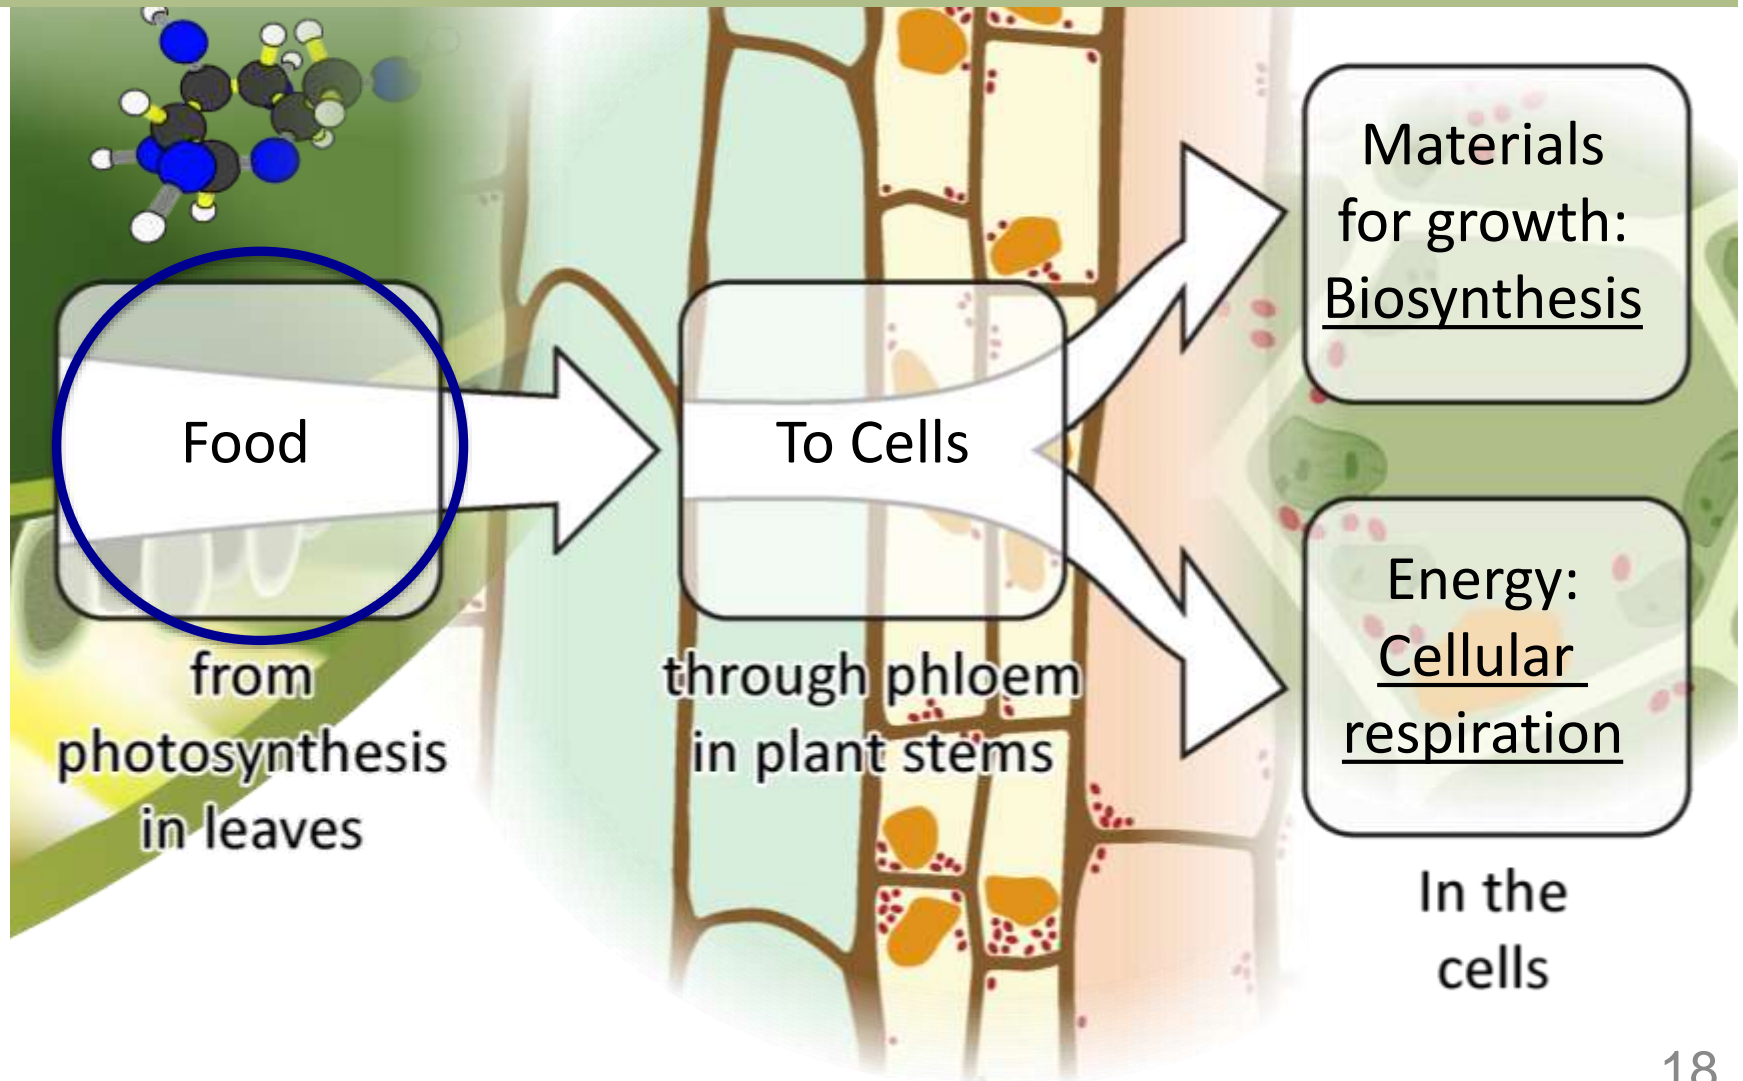 Food
from
photosynthesis
in leaves
To Cells
through phloem
in plant stems
Materials
for growth:
Biosynthesis
Energy:
Cellular
respiration
In the
cells
18